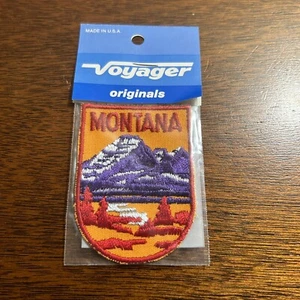 MADE IN U.S.A.
Voyager
originals
MONTANA